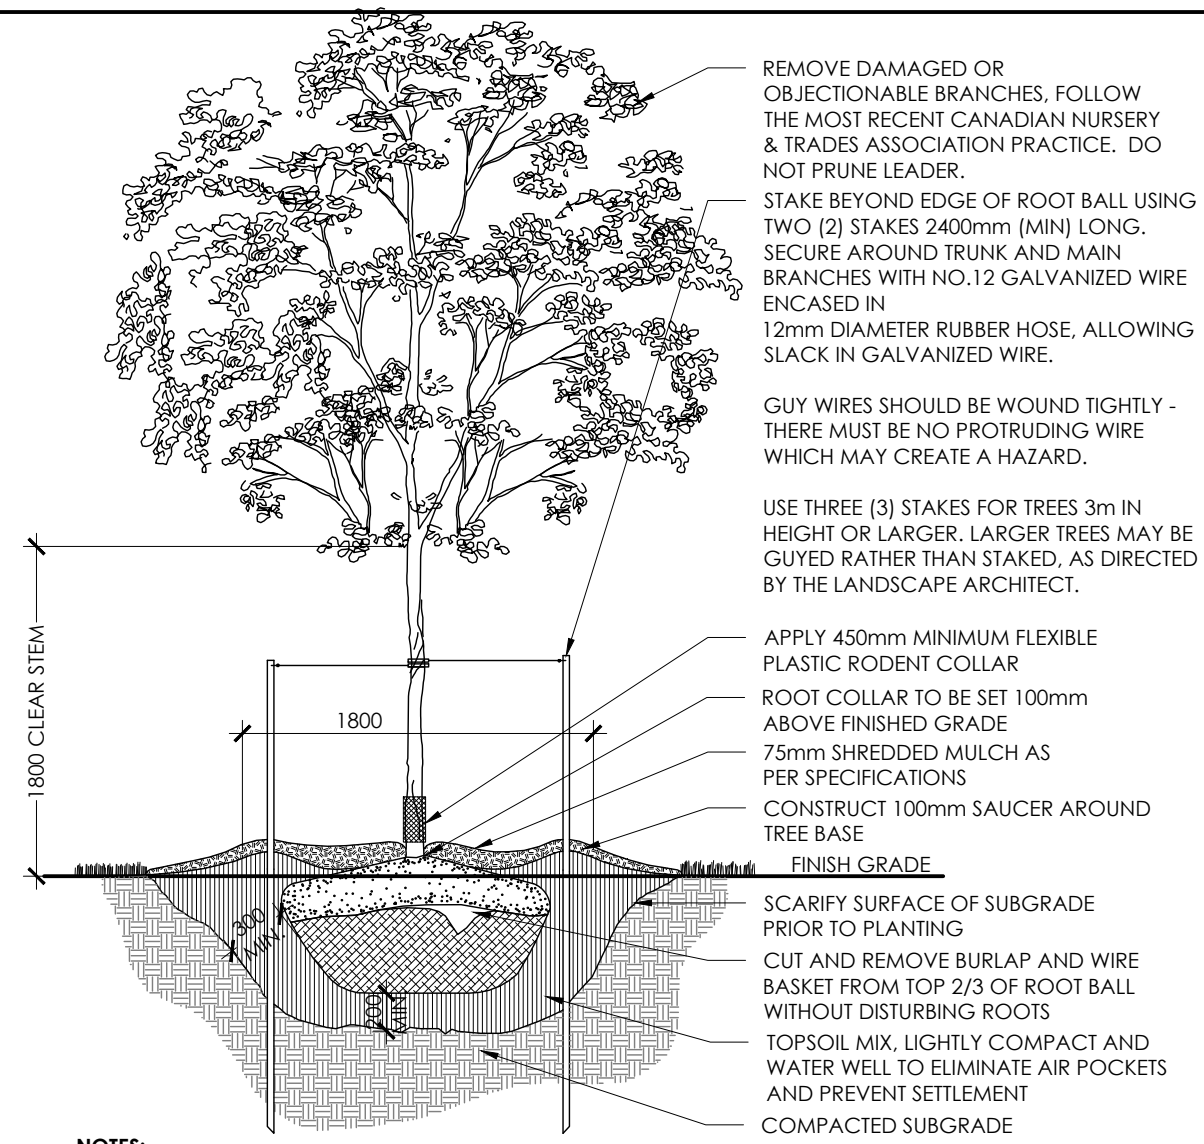 REMOVE DAMAGED OR
OBJECTIONABLE BRANCHES, FOLLOW
THE MOST RECENT CANADIAN NURSERY
& TRADES ASSOCIATION PRACTICE. DO
NOT PRUNE LEADER.
STAKE BEYOND EDGE OF ROOT BALL USING
TWO (2) STAKES 2400mm (MIN) LONG.
SECURE AROUND TRUNK AND MAIN
BRANCHES WITH NO.12 GALVANIZED WIRE
ENCASED IN
12mm DIAMETER RUBBER HOSE, ALLOWING
SLACK IN GALVANIZED WIRE.
GUY WIRES SHOULD BE WOUND TIGHTLY -
THERE MUST BE NO PROTRUDING WIRE
WHICH MAY CREATE A HAZARD.
USE THREE (3) STAKES FOR TREES 3m IN
HEIGHT OR LARGER. LARGER TREES MAY BE
GUYED RATHER THAN STAKED, AS DIRECTED
BY THE LANDSCAPE ARCHITECT.
APPLY 450mm MINIMUM FLEXIBLE
PLASTIC RODENT COLLAR
ROOT COLLAR TO BE SET 100mm
ABOVE FINISHED GRADE
75mm SHREDDED MULCH AS
PER SPECIFICATIONS
CONSTRUCT 100mm SAUCER AROUND
TREE BASE
FINISH GRADE
SCARIFY SURFACE OF SUBGRADE
PRIOR TO PLANTING
CUT AND REMOVE BURLAP AND WIRE
BASKET FROM TOP 2/3 OF ROOT BALL
WITHOUT DISTURBING ROOTS
TOPSOIL MIX, LIGHTLY COMPACT AND
WATER WELL TO ELIMINATE AIR POCKETS
AND PREVENT SETTLEMENT
COMPACTED SUBGRADE
1800 CLEAR STEM
1800
300
MIN.
200
MIN
NOTES: